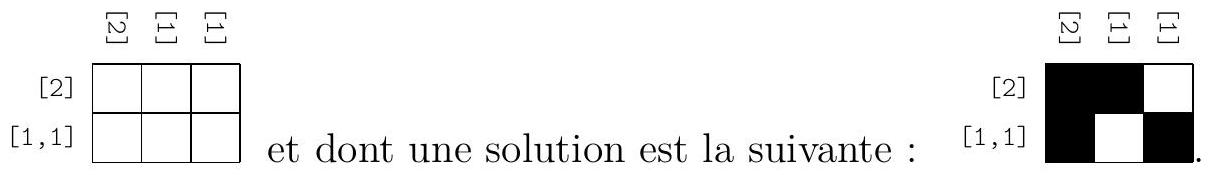 [2] [1] [1] [2] [1] [1]
[2] [2]
[1,1] et dont une solution est la suivante : [1,1] .